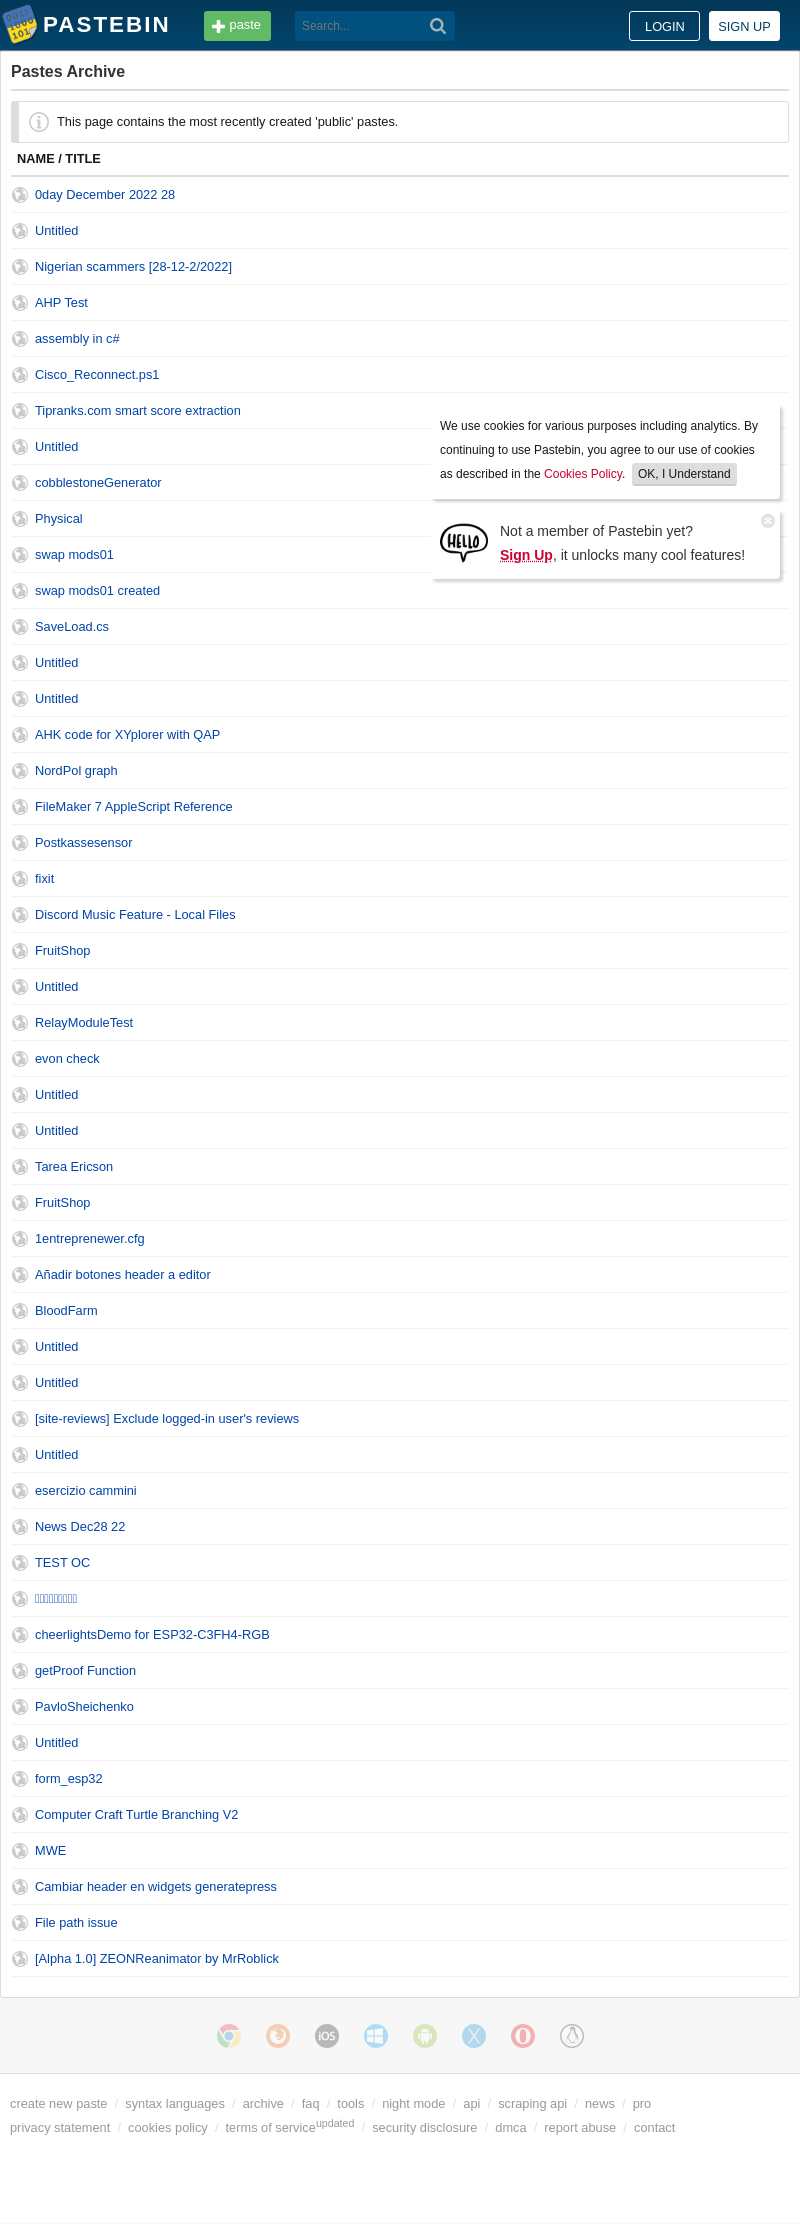 PASTEBIN
paste
Search...
LOGIN
SIGN UP
Pastes Archive
This page contains the most recently created 'public' pastes.
NAME / TITLE
0day December 2022 28
Untitled
Nigerian scammers [28-12-2/2022]
AHP Test
assembly in c#
Cisco_Reconnect.ps1
Tipranks.com smart score extraction
Untitled
cobblestoneGenerator
Physical
swap mods01
swap mods01 created
We use cookies for various purposes including analytics. By
continuing to use Pastebin, you agree to our use of cookies
as described in the Cookies Policy. OK, I Understand
HELLO
Not a member of Pastebin yet?
Sign Up, it unlocks many cool features!
SaveLoad.cs
Untitled
Untitled
AHK code for XYplorer with QAP
NordPol graph
FileMaker 7 AppleScript Reference
Postkassesensor
fixit
Discord Music Feature - Local Files
FruitShop
Untitled
RelayModuleTest
evon check
Untitled
Untitled
Tarea Ericson
FruitShop
1entreprenewer.cfg
Añadir botones header a editor
BloodFarm
Untitled
Untitled
[site-reviews] Exclude logged-in user's reviews
Untitled
esercizio cammini
News Dec28 22
TEST OC
cheerlightsDemo for ESP32-C3FH4-RGB
getProof Function
PavloSheichenko
Untitled
form_esp32
Computer Craft Turtle Branching V2
MWE
Cambiar header en widgets generatepress
File path issue
[Alpha 1.0] ZEONReanimator by MrRoblick
iOS
create new paste / syntax languages / archive / faq / tools / night mode / api / scraping api / news / pro
privacy statement / cookies policy / terms of serviceupdated / security disclosure / dmca / report abuse / contact